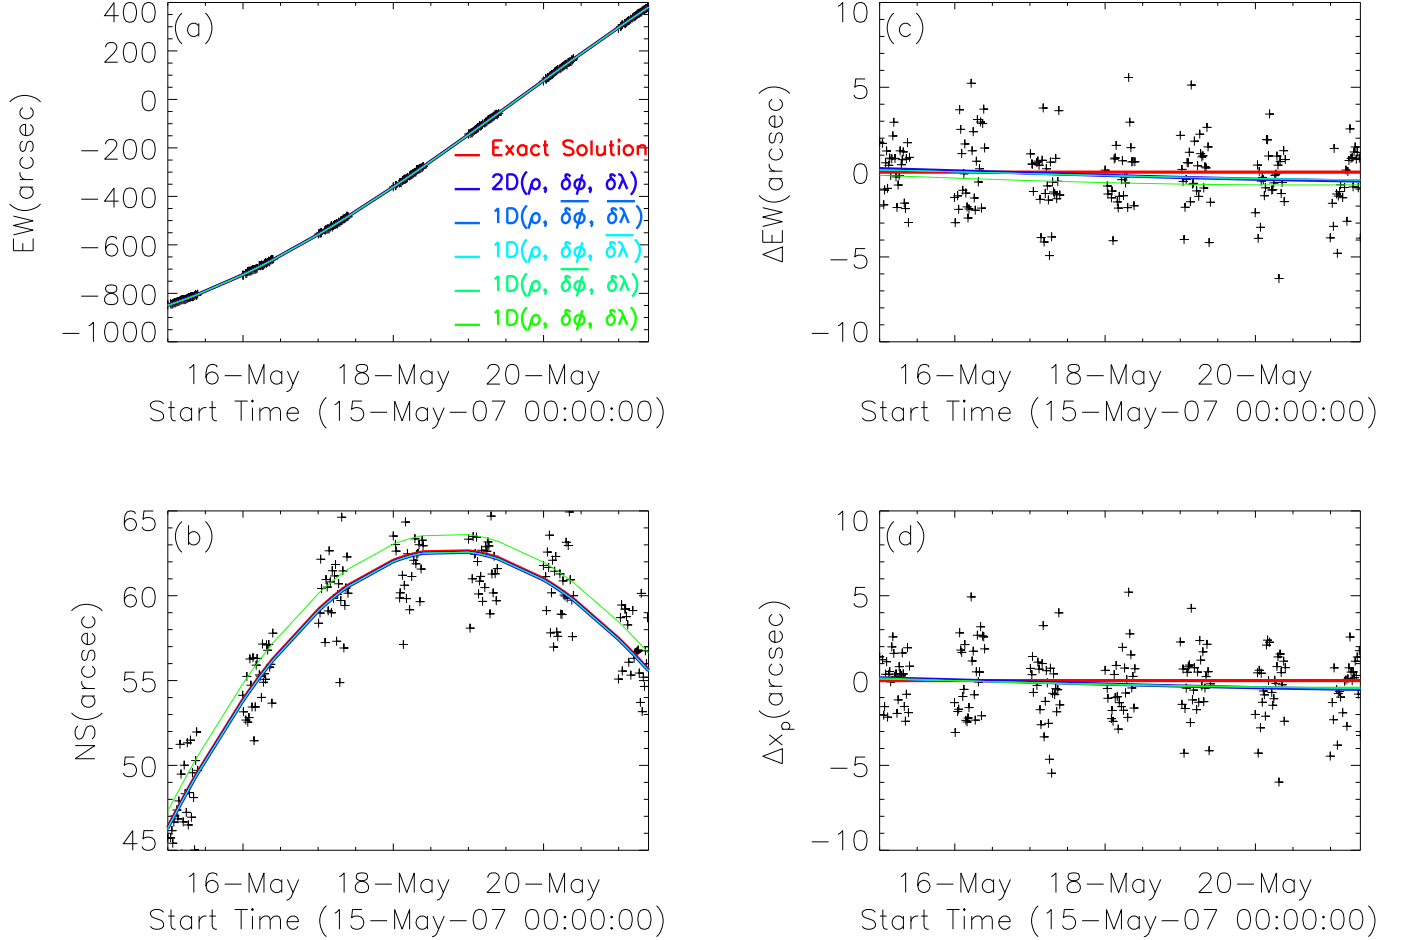 (a)
EW(arcsec)
400
200
0
−200
−400
−600
−800
−1000
Exact Solution
2D(ρ, δϕ, δλ)
1D(ρ, δϕ̅, δλ̅)
1D(ρ, δϕ, δλ̅)
1D(ρ, δϕ̅, δλ)
1D(ρ, δϕ, δλ)
16−May 18−May 20−May
Start Time (15−May−07 00:00:00)
(c)
ΔEW(arcsec)
10
5
0
−5
−10
16−May 18−May 20−May
Start Time (15−May−07 00:00:00)
(b)
NS(arcsec)
65
60
55
50
45
16−May 18−May 20−May
Start Time (15−May−07 00:00:00)
(d)
Δxₚ(arcsec)
10
5
0
−5
−10
16−May 18−May 20−May
Start Time (15−May−07 00:00:00)